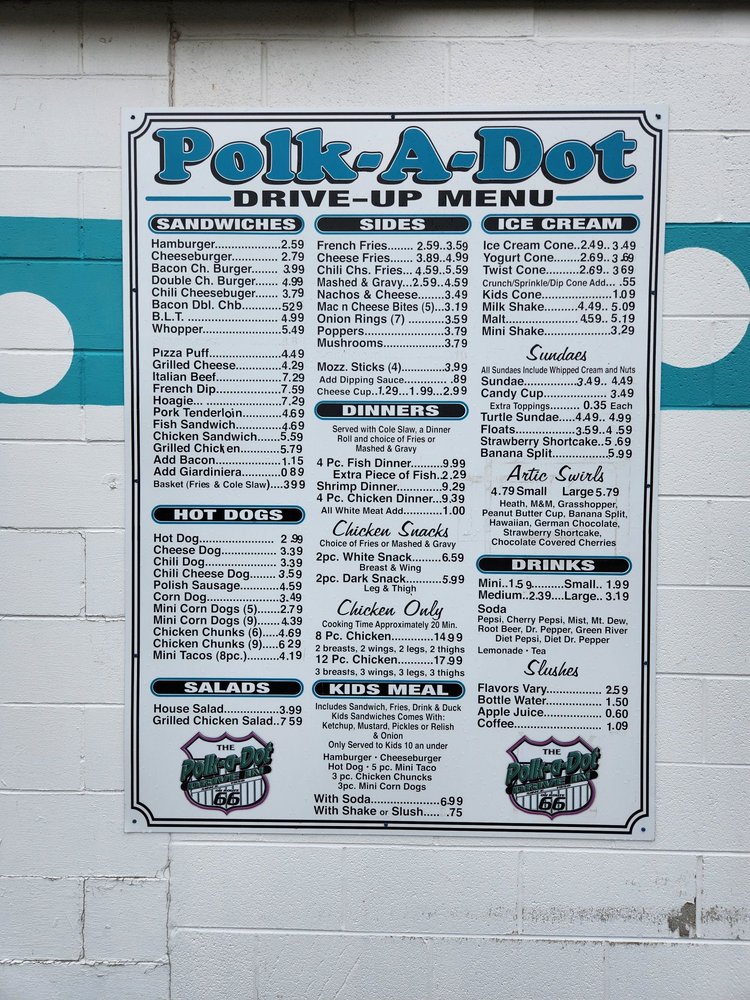 Polk-A-Dot
DRIVE-UP MENU
SANDWICHES
Hamburger..................2.59
Cheeseburger.............. 2.79
Bacon Ch. Burger....... 3.99
Double Ch. Burger...... 4.99
Chili Cheesebuger...... 3.79
Bacon Dbl. Chb........... 529
B.L.T.......................... 4.99
Whopper..................... 5.49
Pizza Puff...................4.49
Grilled Cheese............4.29
Italian Beef..................7.29
French Dip...................7.59
Hoagie.........................7.29
Pork Tenderloin..........4.69
Fish Sandwich............4.69
Chicken Sandwich......5.59
Grilled Chicken...........5.79
Add Bacon..................1.15
Add Giardiniera...........0 89
Basket (Fries & Cole Slaw)....3 99
HOT DOGS
Hot Dog.....................2 .99
Cheese Dog...............3.39
Chili Dog....................3.39
Chili Cheese Dog.......3.59
Polish Sausage..........4.59
Corn Dog...................3.49
Mini Corn Dogs (5).....2.79
Mini Corn Dogs (9).....4.39
Chicken Chunks (6)....4.69
Chicken Chunks (9)....6 29
Mini Tacos (8pc.).........4.19
SALADS
House Salad................3.99
Grilled Chicken Salad..7 59
THE
Polk-a-Dot
DRIVE IN
66
SIDES
French Fries........ 2.59..3.59
Cheese Fries........ 3.89..4.99
Chili Chs. Fries... 4.59..5.59
Mashed & Gravy...2.59..4.59
Nachos & Cheese.......3.49
Mac n Cheese Bites (5)...3.19
Onion Rings (7) ..........3.59
Poppers.....................3.79
Mushrooms................3.79
Mozz. Sticks (4)...........3.99
Add Dipping Sauce............. .89
Cheese Cup..1.29...1.99...2.99
DINNERS
Served with Cole Slaw, a Dinner
Roll and choice of Fries or
Mashed & Gravy
4 Pc. Fish Dinner.........9.99
Extra Piece of Fish..2.29
Shrimp Dinner..............9.29
4 Pc. Chicken Dinner...9.39
All White Meat Add...........1.00
Chicken Snacks
Choice of Fries or Mashed & Gravy
2pc. White Snack........6.59
Breast & Wing
2pc. Dark Snack..........5.99
Leg & Thigh
Chicken Only
Cooking Time Approximately 20 Min.
8 Pc. Chicken..............14 99
2 breasts, 2 wings, 2 legs, 2 thighs
12 Pc. Chicken............17.99
3 breasts, 3 wings, 3 legs, 3 thighs
KIDS MEAL
Includes Sandwich, Fries, Drink & Duck
Kids Sandwiches Comes With:
Ketchup, Mustard, Pickles or Relish
& Onion
Only Served to Kids 10 an under
Hamburger • Cheeseburger
Hot Dog • 5 pc. Mini Taco
3 pc. Chicken Chuncks
3pc. Mini Corn Dogs
With Soda.....................6.99
With Shake or Slush..... .75
ICE CREAM
Ice Cream Cone..2.49.. 3.49
Yogurt Cone........2.69.. 3.69
Twist Cone..........2.69.. 3 69
Crunch/Sprinkle/Dip Cone Add... .55
Kids Cone.................... 1.09
Milk Shake...........4.49.. 5.09
Malt......................4.59.. 5.19
Mini Shake....................3.29
Sundaes
All Sundaes Include Whipped Cream and Nuts
Sundae.................3.49.. 4.49
Candy Cup................... 3.49
Extra Toppings......... 0.35 Each
Turtle Sundae.....4.49.. 4.99
Floats....................3.59..4.59
Strawberry Shortcake..5.69
Banana Split.................5.99
Artic Swirls
4.79 Small Large 5.79
Heath, M&M, Grasshopper,
Peanut Butter Cup, Banana Split,
Hawaiian, German Chocolate,
Strawberry Shortcake,
Chocolate Covered Cherries
DRINKS
Mini..1.5 9......Small.. 1.99
Medium..2.39....Large.. 3.19
Soda
Pepsi, Cherry Pepsi, Mist, Mt. Dew,
Root Beer, Dr. Pepper, Green River
Diet Pepsi, Diet Dr. Pepper
Lemonade • Tea
Slushes
Flavors Vary................ 2.59
Bottle Water................ 1.50
Apple Juice................. 0.60
Coffee..........................1.09
THE
Polk-a-Dot
DRIVE IN
66